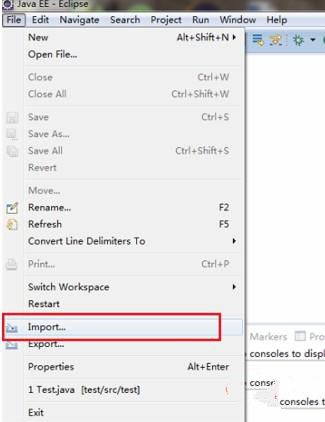 Java EE - Eclipse
File Edit Navigate Search Project Run Window Help
New Alt+Shift+N
Open File...
Close Ctrl+W
Close All Ctrl+Shift+W
Save Ctrl+S
Save As...
Save All Ctrl+Shift+S
Revert
Move...
Rename... F2
Refresh F5
Convert Line Delimiters To
Print... Ctrl+P
Switch Workspace
Restart
Import...
Export...
Properties Alt+Enter
1 Test.java [test/src/test]
Exit
Markers Pro
consoles to displ
conse
consoles t